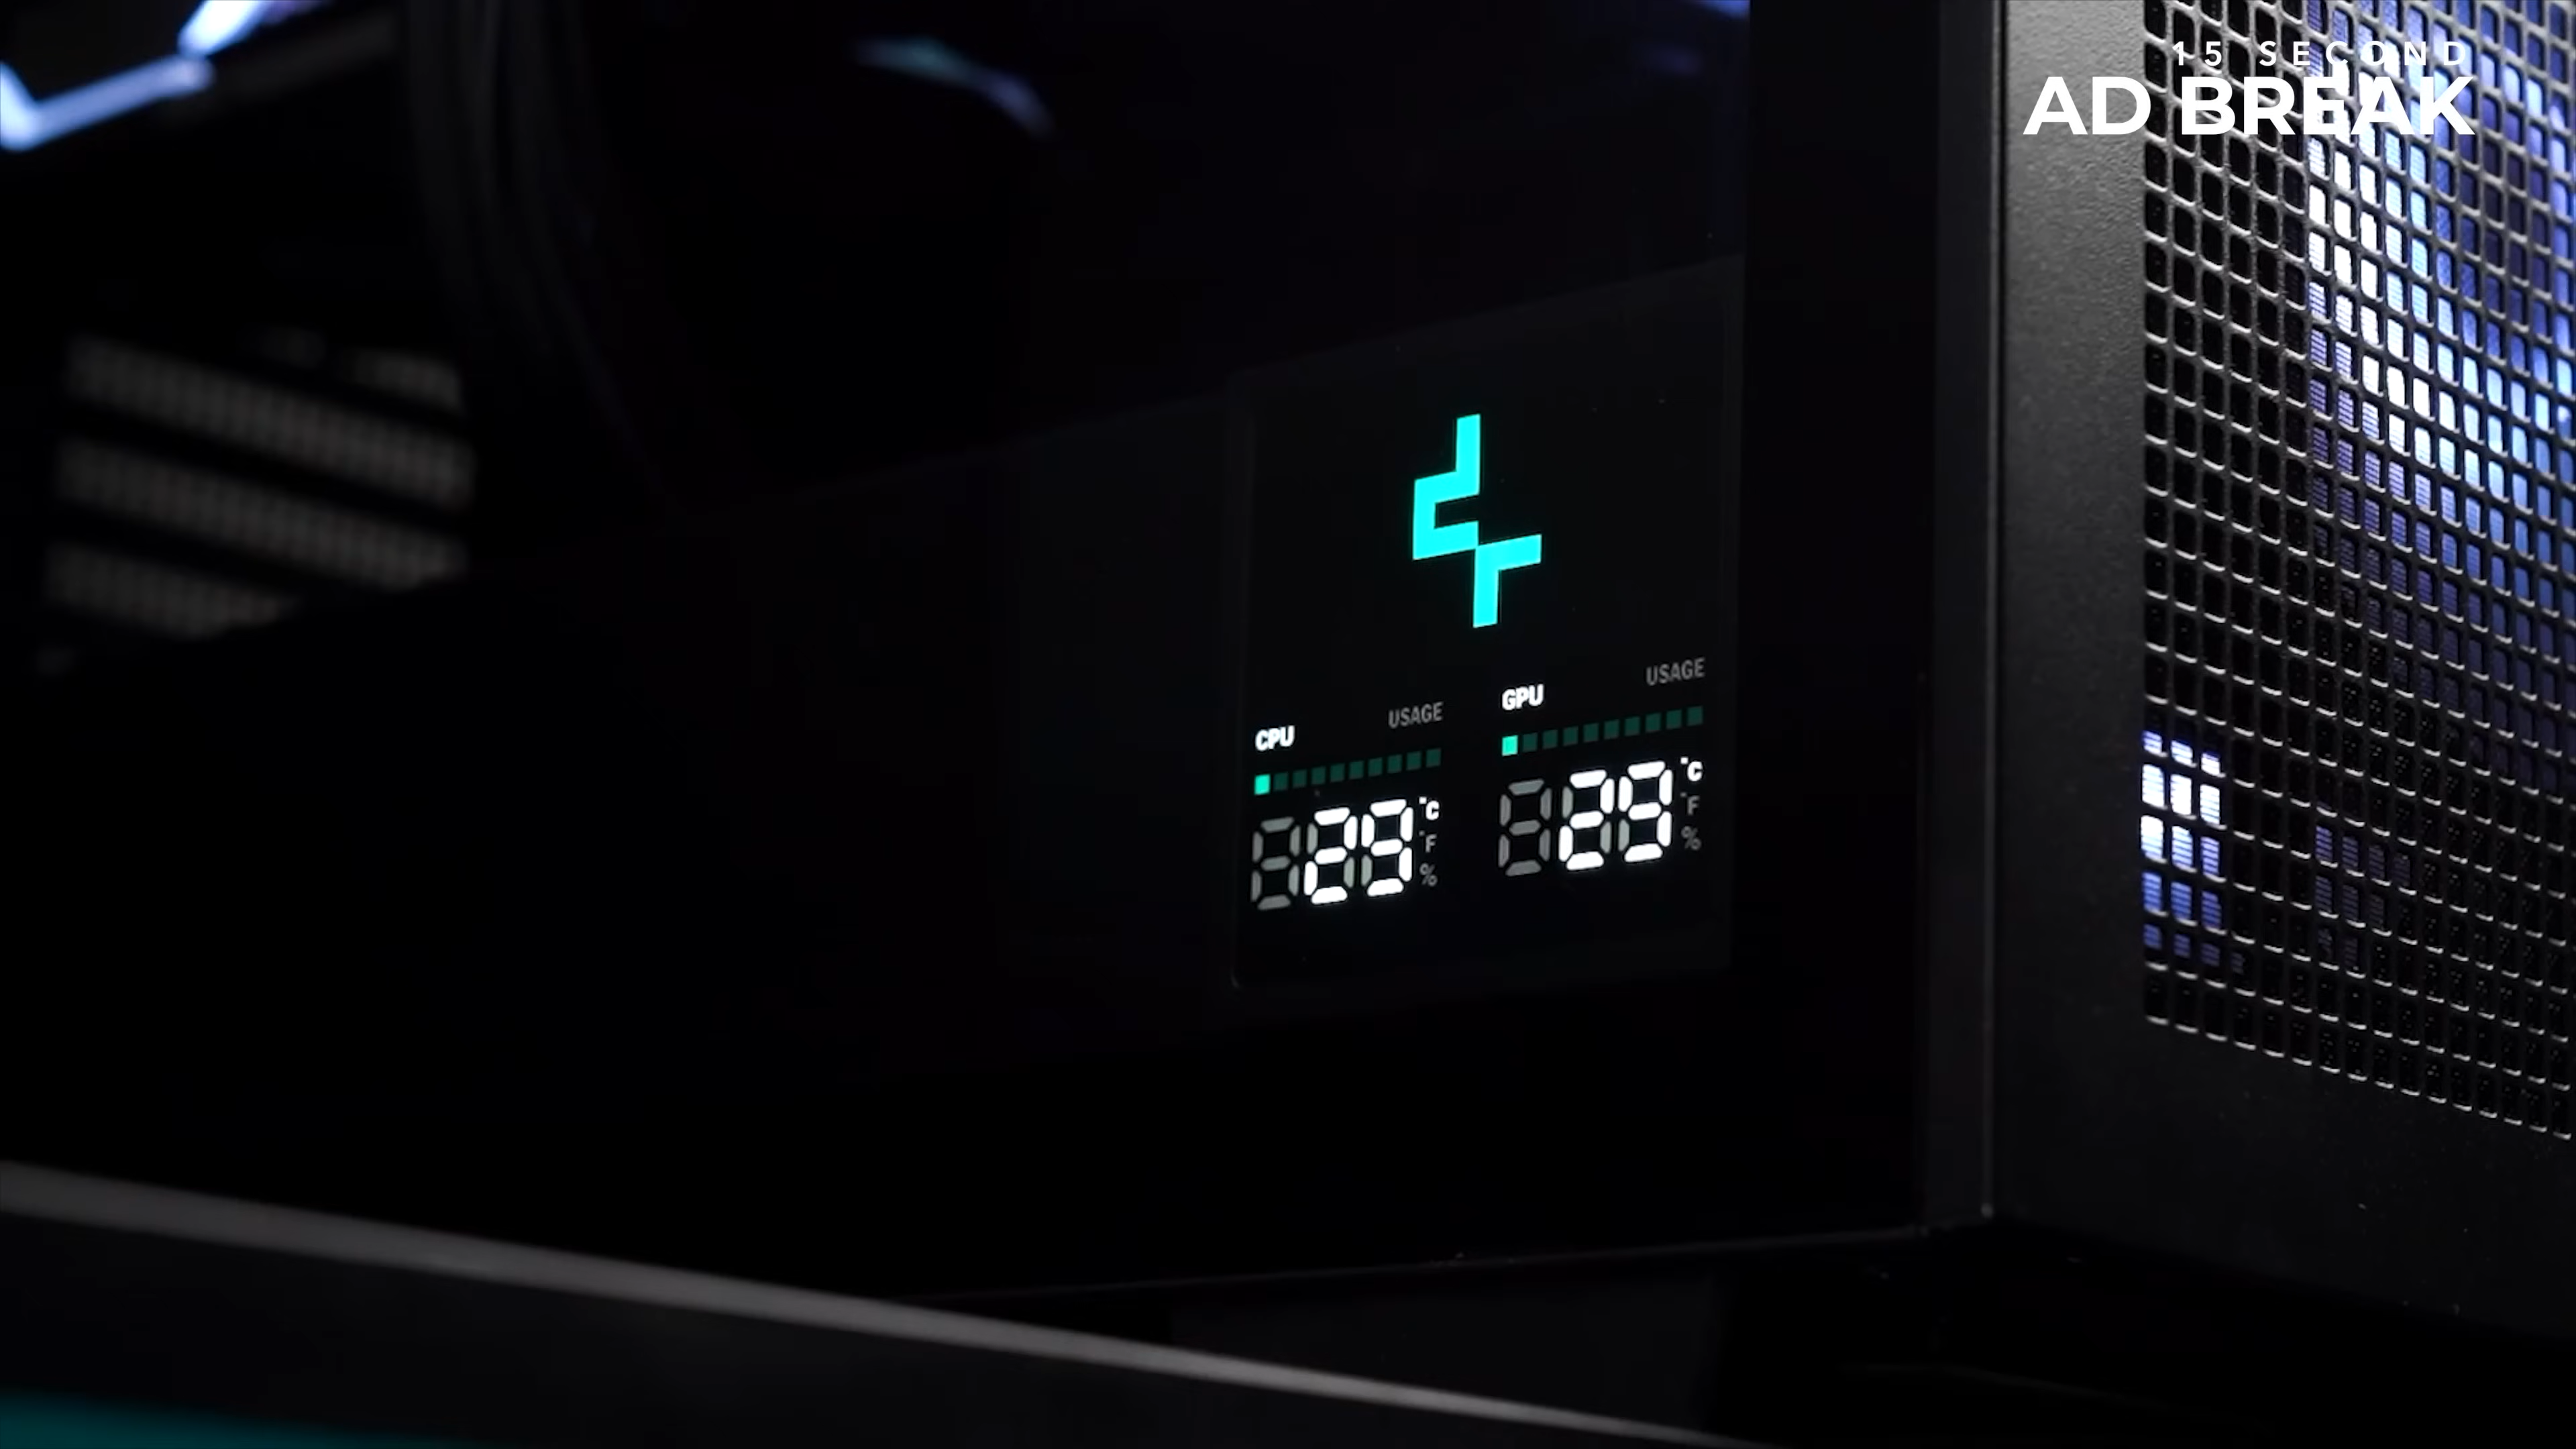 15 SECOND
AD BREAK
CPU USAGE
29 °C
°F
%
GPU USAGE
29 °C
°F
%